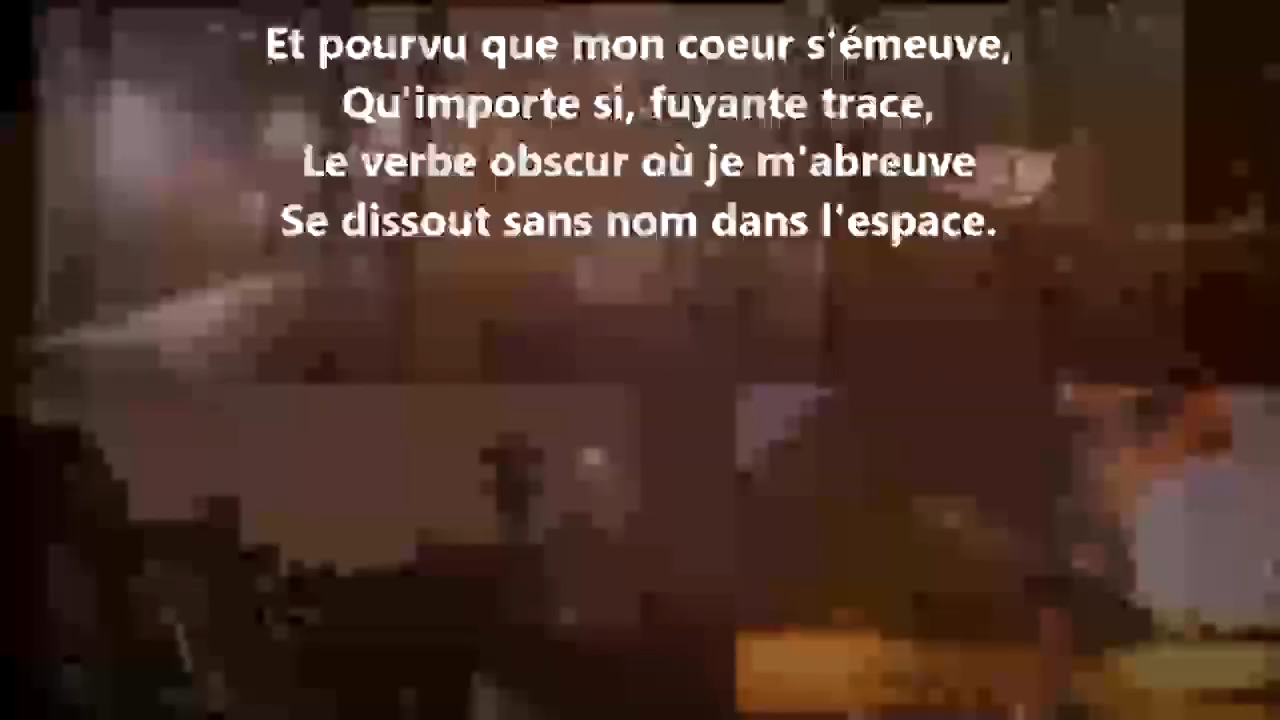 Et pourvu que mon coeur s'émeuve,
Qu'importe si, fuyante trace,
Le verbe obscur où je m'abreuve
Se dissout sans nom dans l'espace.